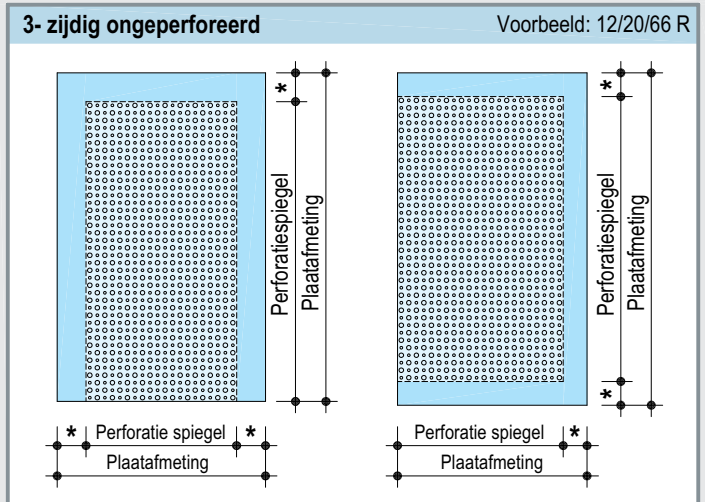 3- zijdig ongeperforeerd
Voorbeeld: 12/20/66 R
*
Perforatiespiegel
Plaatafmeting
* Perforatie spiegel *
Plaatafmeting
*
Perforatiespiegel
Plaatafmeting
*
Perforatie spiegel *
Plaatafmeting